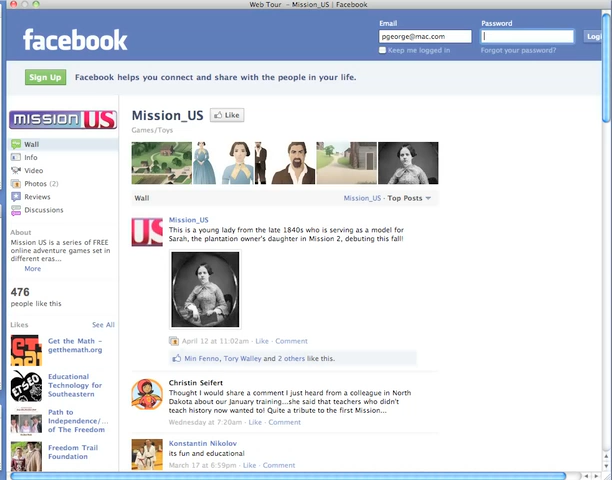 Web Tour - Mission_US | Facebook
facebook
Email
Password
pgeorge@mac.com
Keep me logged in
Forgot your password?
Sign Up
Facebook helps you connect and share with the people in your life.
MISSION US
Wall
Info
Video
Photos (2)
Reviews
Discussions
About
Mission US is a series of FREE
online adventure games set in
different eras...
More
476
people like this
Likes
See All
Get the Math -
getthemath.org
Educational
Technology for
Southeastern
Path to
Independence/...
of The Freedom
Freedom Trail
Foundation
Mission_US
Like
Games/Toys
Wall
Mission_US · Top Posts
US
Mission_US
This is a young lady from the late 1840s who is serving as a model for
Sarah, the plantation owner's daughter in Mission 2, debuting this fall!
April 12 at 11:02am · Like · Comment
Min Fenno, Tory Walley and 2 others like this.
Christin Seifert
Thought I would share a comment I just heard from a colleague in North
Dakota about our January training...she said that teachers who didn't
teach history now wanted to! Quite a tribute to the first Mission...
Wednesday at 7:20am · Like · Comment
Konstantin Nikolov
its fun and educational
March 17 at 6:59pm · Like · Comment